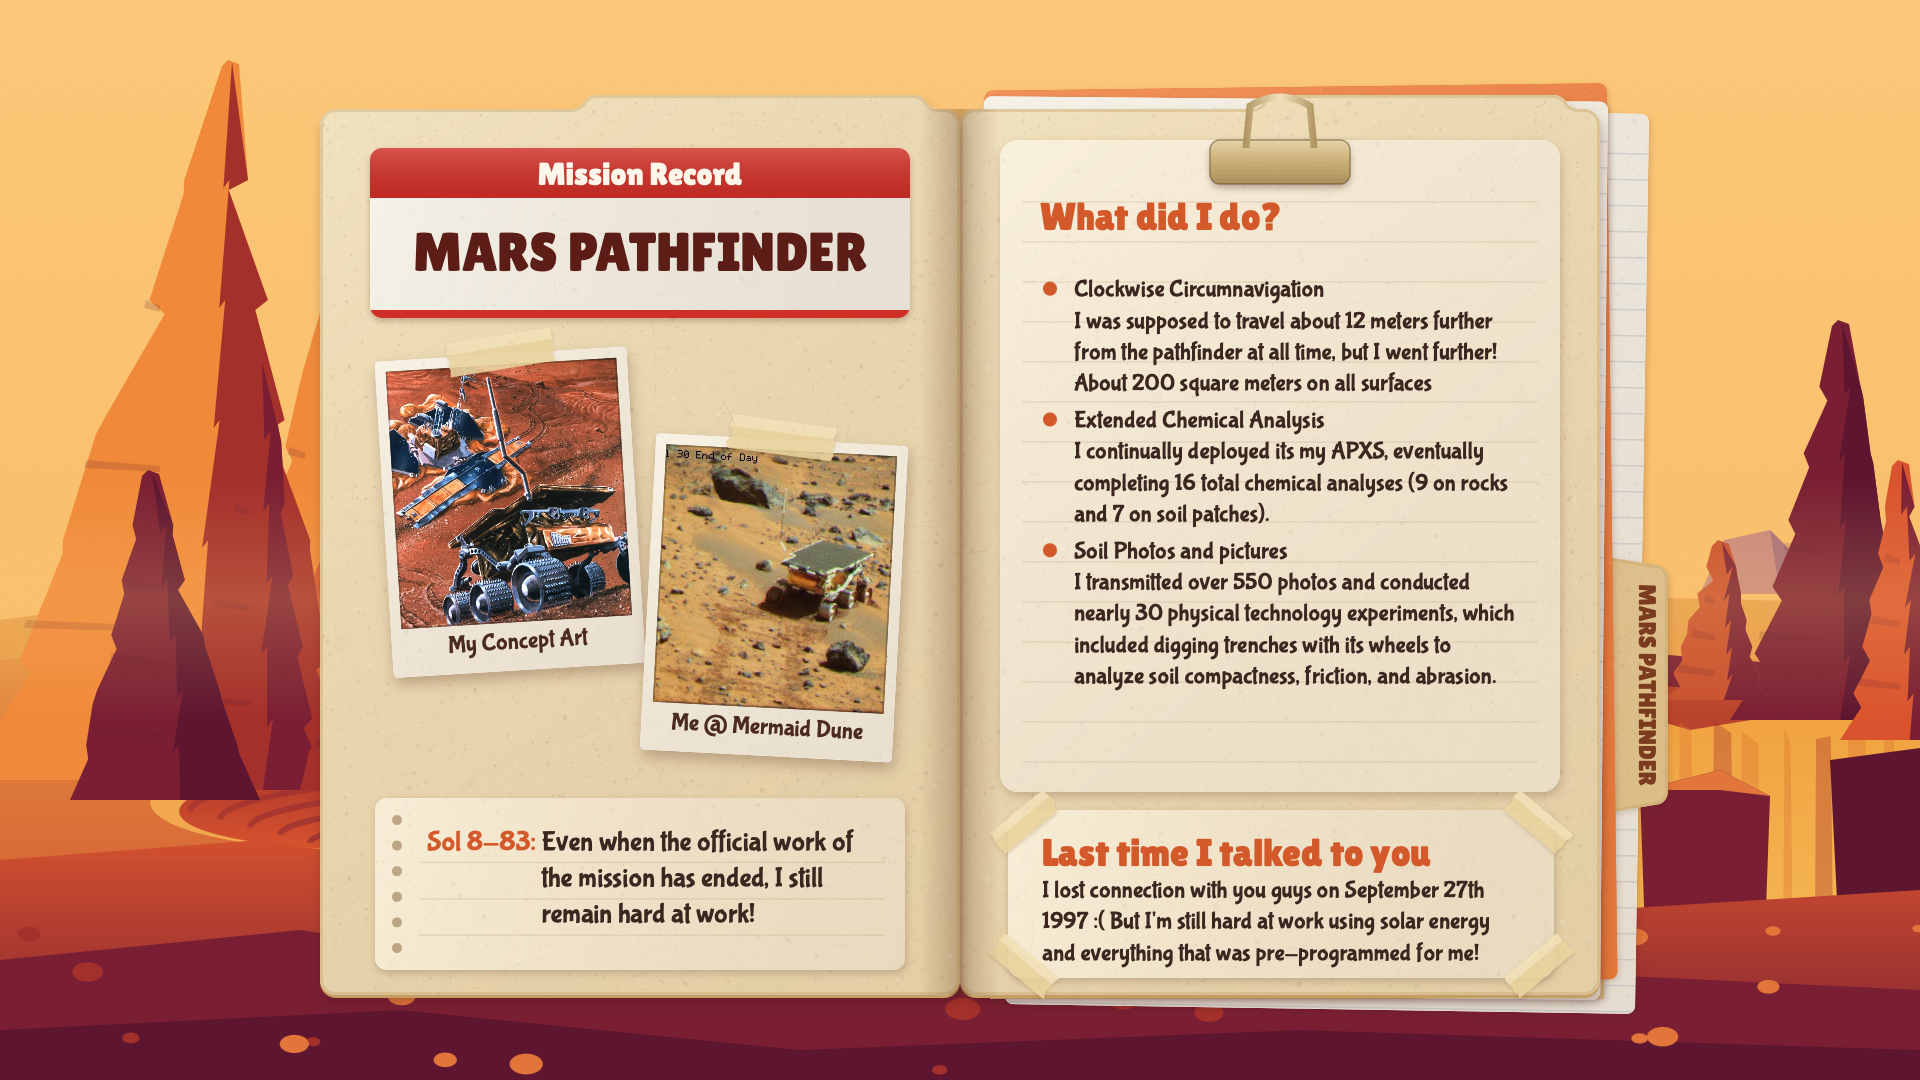 Mission Record
MARS PATHFINDER
My Concept Art
30 End of Day
Me @ Mermaid Dune
Sol 8-83: Even when the official work of
the mission has ended, I still
remain hard at work!
What did I do?
Clockwise Circumnavigation
I was supposed to travel about 12 meters further
from the pathfinder at all time, but I went further!
About 200 square meters on all surfaces
Extended Chemical Analysis
I continually deployed its my APXS, eventually
completing 16 total chemical analyses (9 on rocks
and 7 on soil patches).
Soil Photos and pictures
I transmitted over 550 photos and conducted
nearly 30 physical technology experiments, which
included digging trenches with its wheels to
analyze soil compactness, friction, and abrasion.
Last time I talked to you
I lost connection with you guys on September 27th
1997 :( But I'm still hard at work using solar energy
and everything that was pre-programmed for me!
MARS PATHFINDER